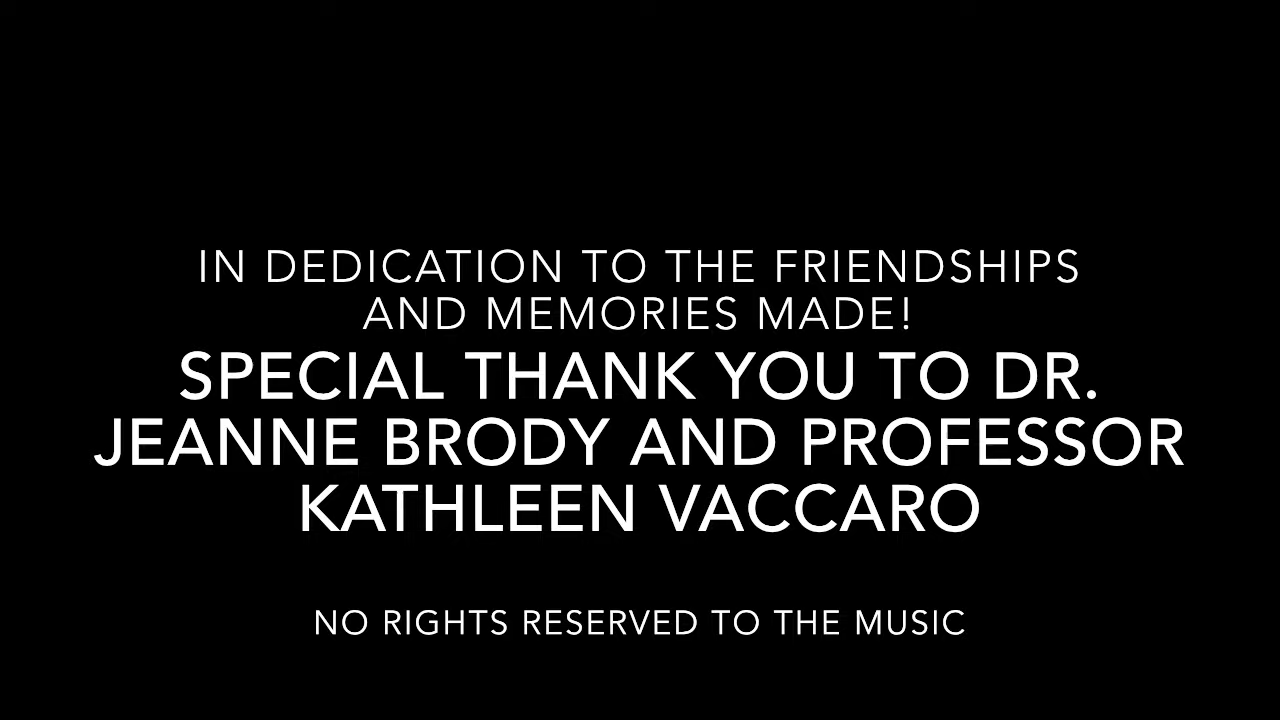 IN DEDICATION TO THE FRIENDSHIPS
AND MEMORIES MADE!
SPECIAL THANK YOU TO DR.
JEANNE BRODY AND PROFESSOR
KATHLEEN VACCARO
NO RIGHTS RESERVED TO THE MUSIC